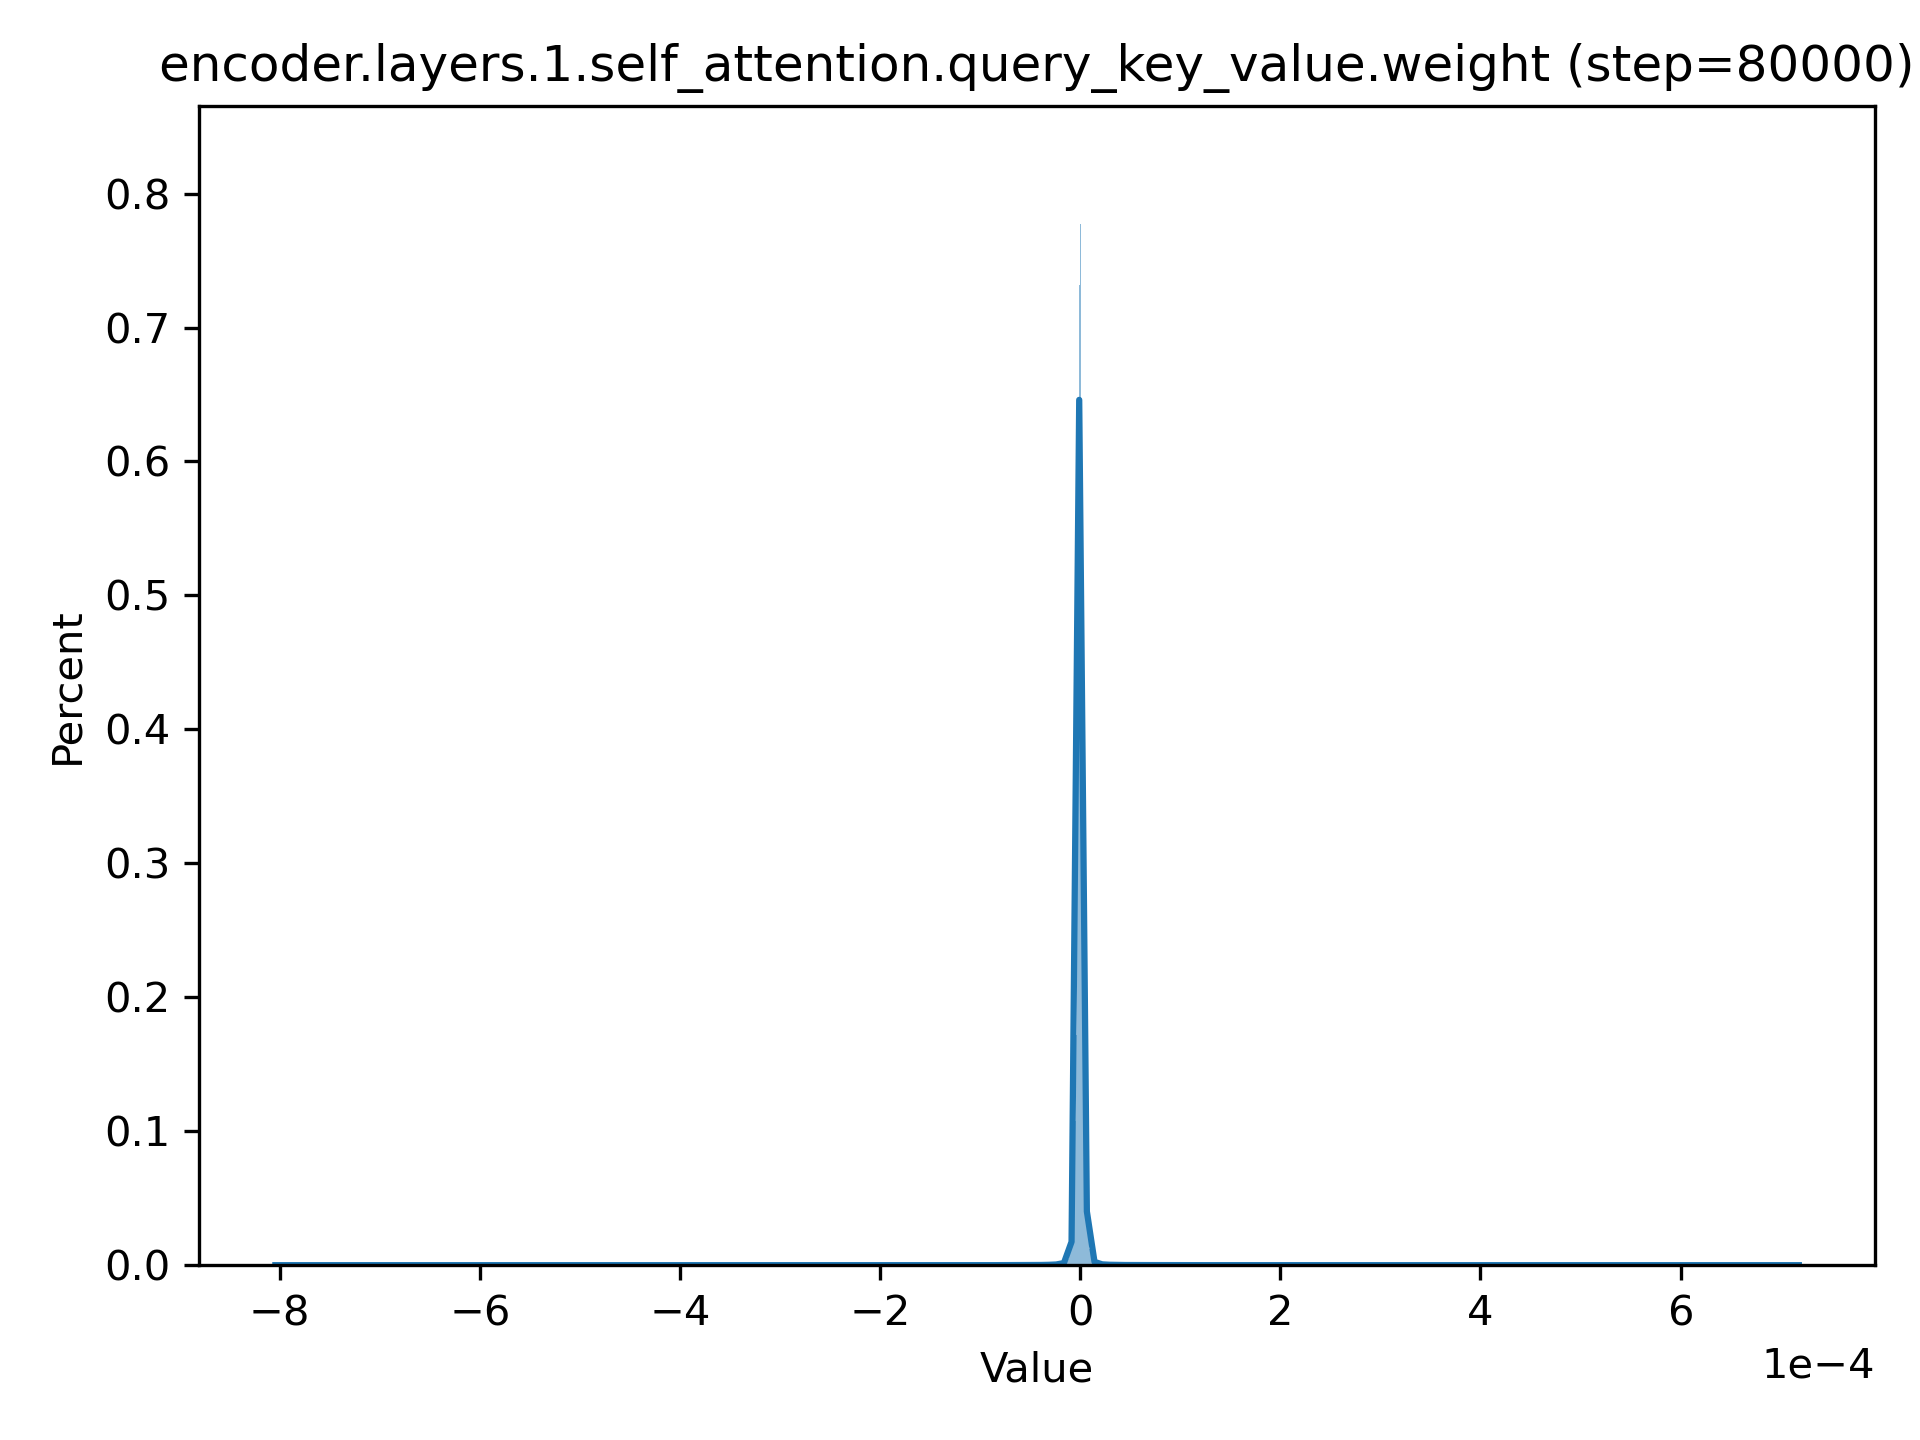 encoder.layers.1.self_attention.query_key_value.weight (step=80000)
0.8
0.7
0.6
0.5
0.4
0.3
0.2
0.1
0.0
Percent
−8 −6 −4 −2 0 2 4 6
1e−4
Value